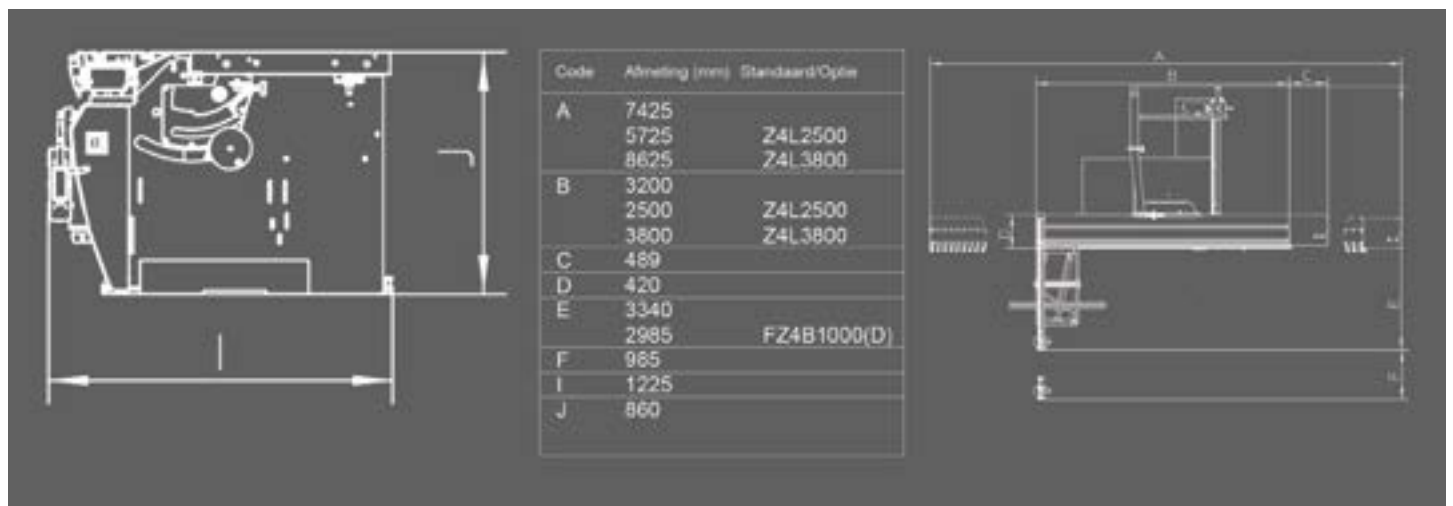 I
J
Code Afmeting (mm) Standaard/Optie
A 7425
5725 Z4L2500
8625 Z4L3800
B 3200
2500 Z4L2500
3800 Z4L3800
C 489
D 420
E 3340
2985 FZ4B1000(D)
F 985
I 1225
J 860
A
B C